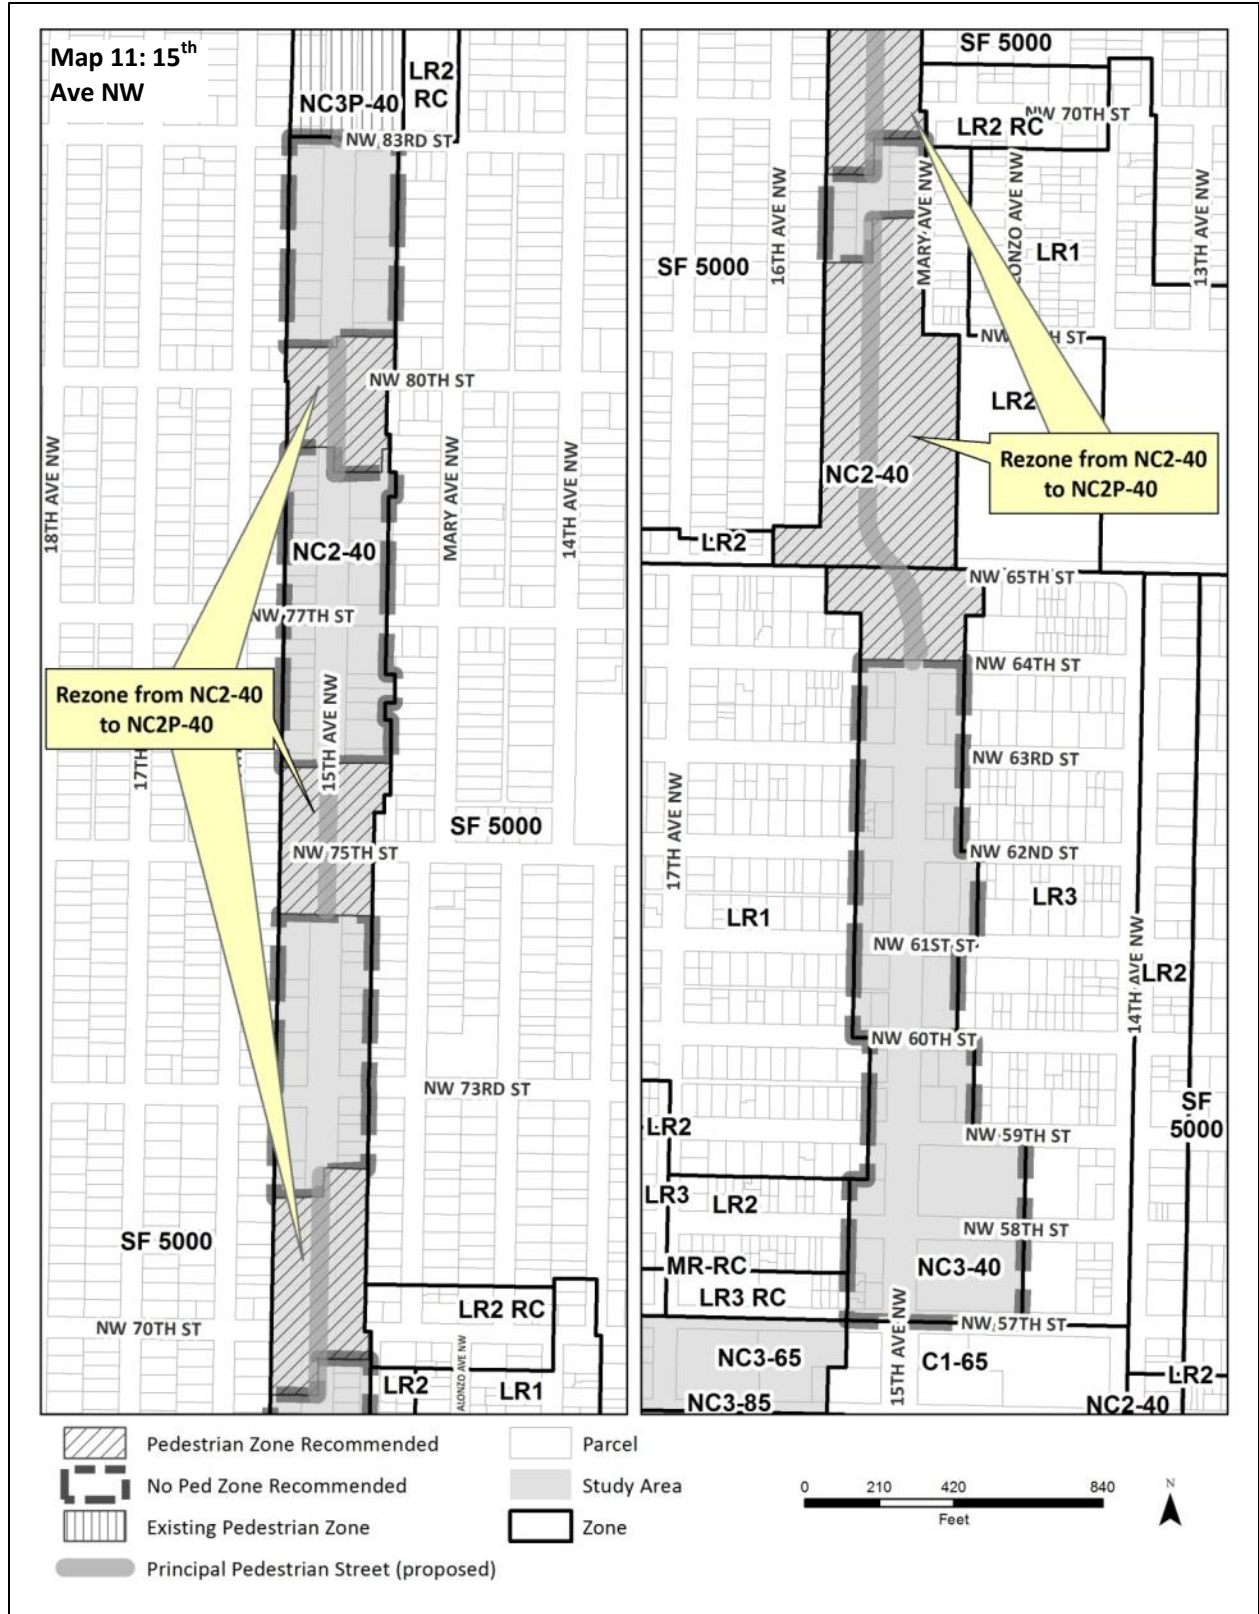 Map 11: 15th
Ave NW
LR2
RC
NC3P-40
NW 83RD ST
NW 80TH ST
18TH AVE NW
MARY AVE NW
14TH AVE NW
NC2-40
NW 77TH ST
Rezone from NC2-40
to NC2P-40
15TH AVE NW
SF 5000
NW 75TH ST
NW 73RD ST
SF 5000
LR2 RC
NW 70TH ST
LR2
ALONZO AVE NW
LR1
SF 5000
NW 70TH ST
LR2 RC
16TH AVE NW
MARY AVE NW
13TH AVE NW
SF 5000
LR1
LR2
Rezone from NC2-40
to NC2P-40
NC2-40
LR2
NW 65TH ST
NW 64TH ST
NW 63RD ST
17TH AVE NW
NW 62ND ST
LR3
LR1
NW 61ST ST
14TH AVE NW
LR2
NW 60TH ST
SF
5000
LR2
NW 59TH ST
LR3
LR2
NW 58TH ST
MR-RC
NC3-40
LR3 RC
NW 57TH ST
15TH AVE NW
NC3-65
C1-65
LR2
NC3-85
NC2-40
Pedestrian Zone Recommended
Parcel
No Ped Zone Recommended
Study Area
Existing Pedestrian Zone
Zone
Principal Pedestrian Street (proposed)
0 210 420 840
Feet
N